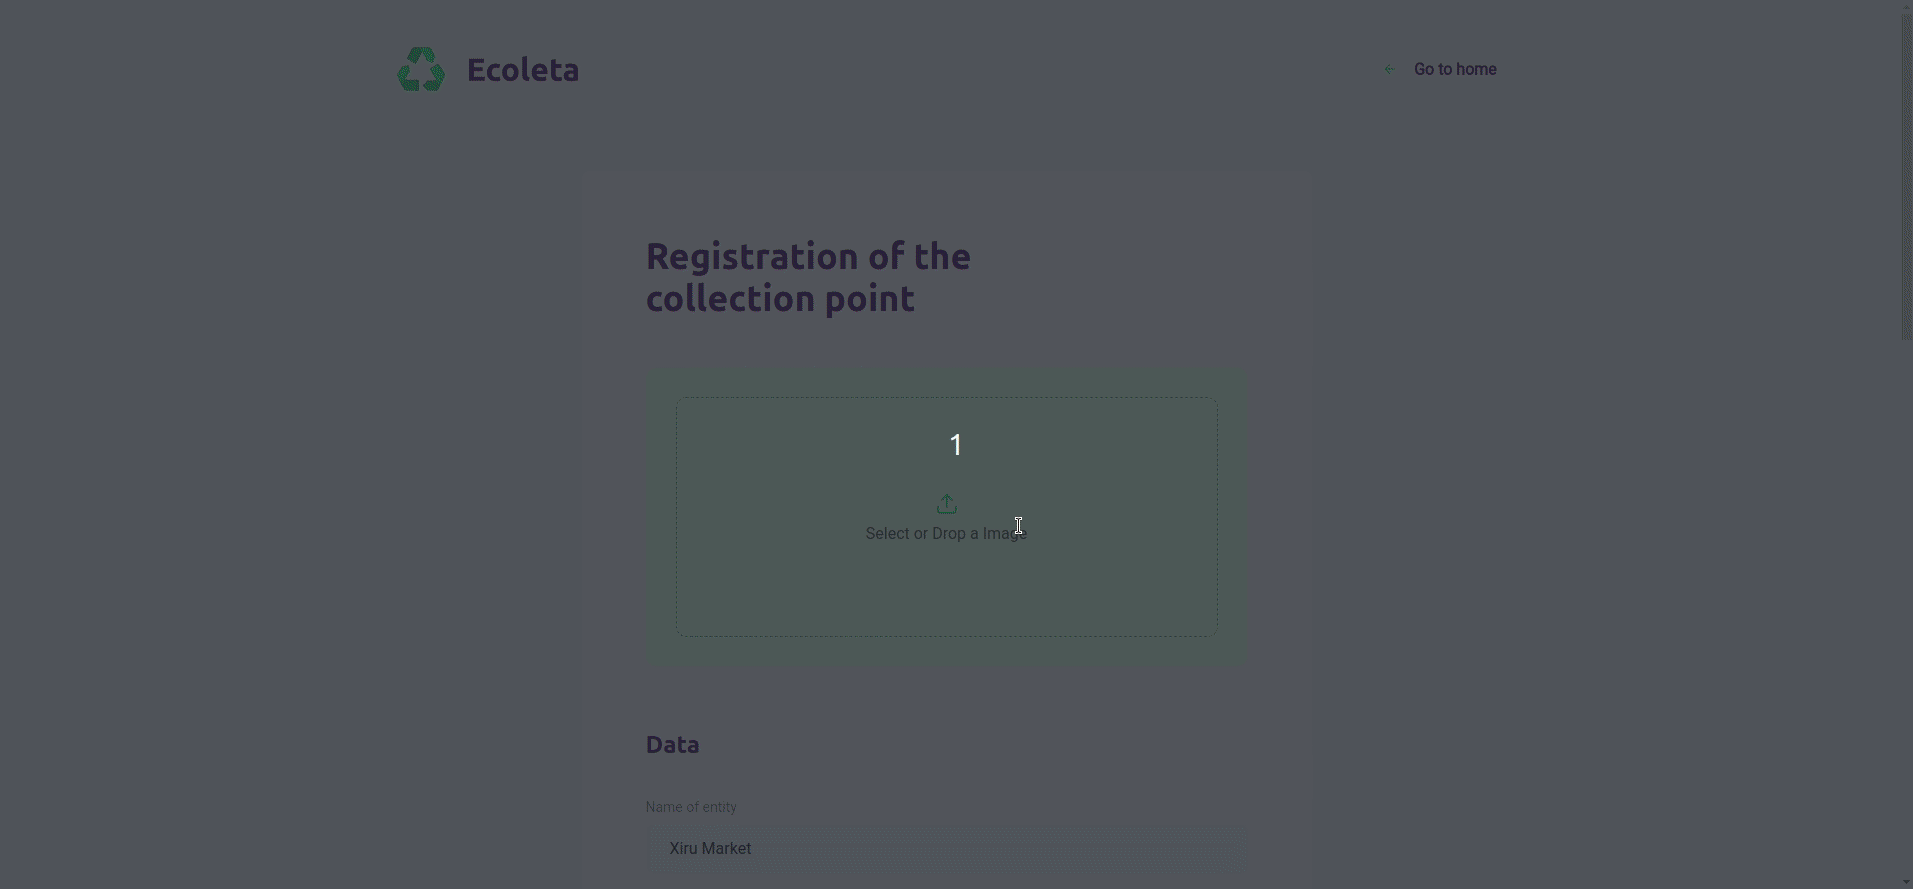 Ecoleta
Go to home
Registration of the
collection point
1
Select or Drop a Image
Data
Name of entity
Xiru Market